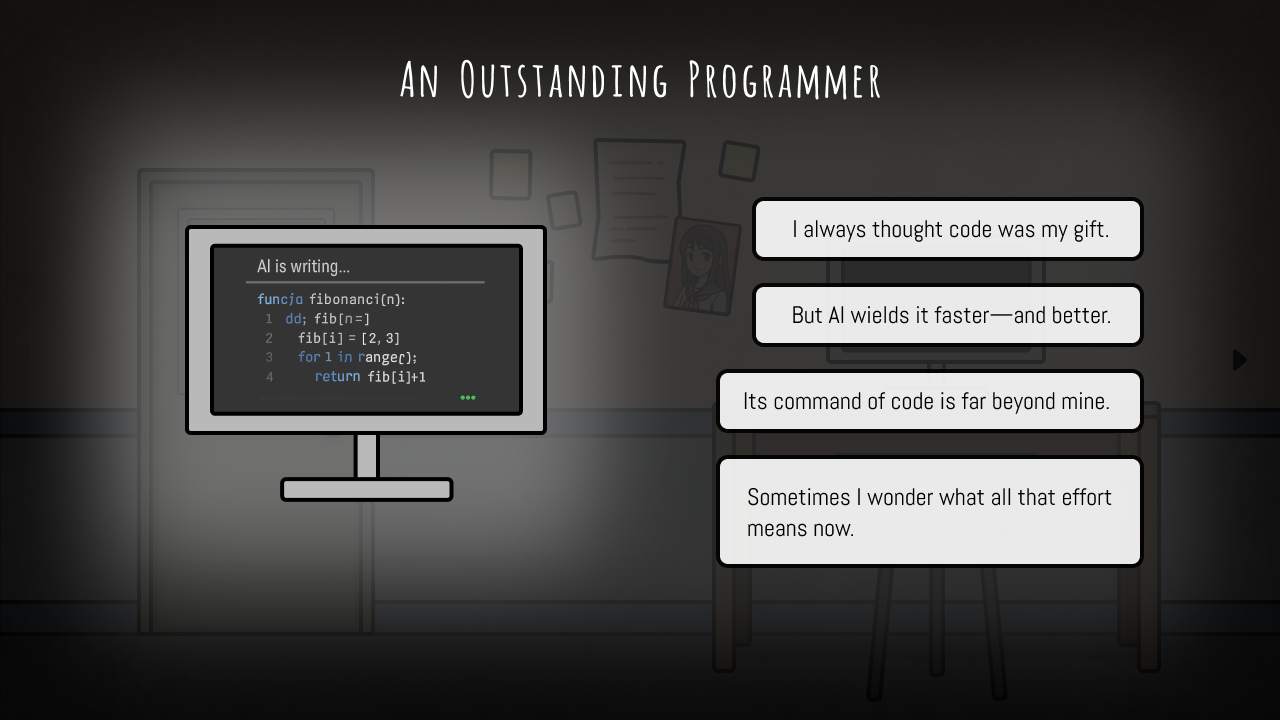 An Outstanding Programmer
AI is writing...
funcja fibonanci(n):
1 dd; fib[n=]
2 fib[i] = [2, 3]
3 for 1 in ranger);
4 return fib[i]+1
I always thought code was my gift.
But AI wields it faster—and better.
Its command of code is far beyond mine.
Sometimes I wonder what all that effort
means now.